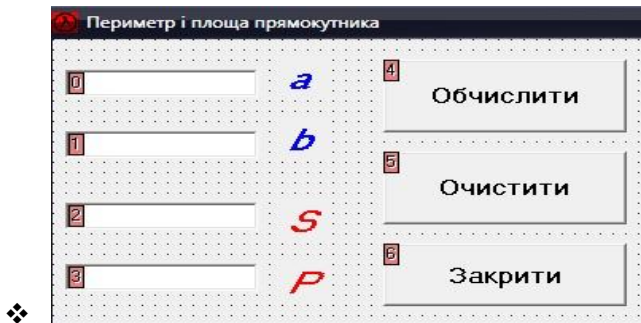 Периметр і площа прямокутника
0
a
4
Обчислити
1
b
5
Очистити
2
S
6
Закрити
3
P